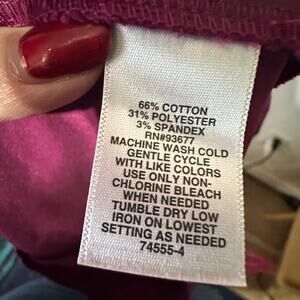 66% COTTON
31% POLYESTER
3% SPANDEX
RN#93677
MACHINE WASH COLD
GENTLE CYCLE
WITH LIKE COLORS
USE ONLY NON-
CHLORINE BLEACH
WHEN NEEDED
TUMBLE DRY LOW
IRON ON LOWEST
SETTING AS NEEDED
74555-4